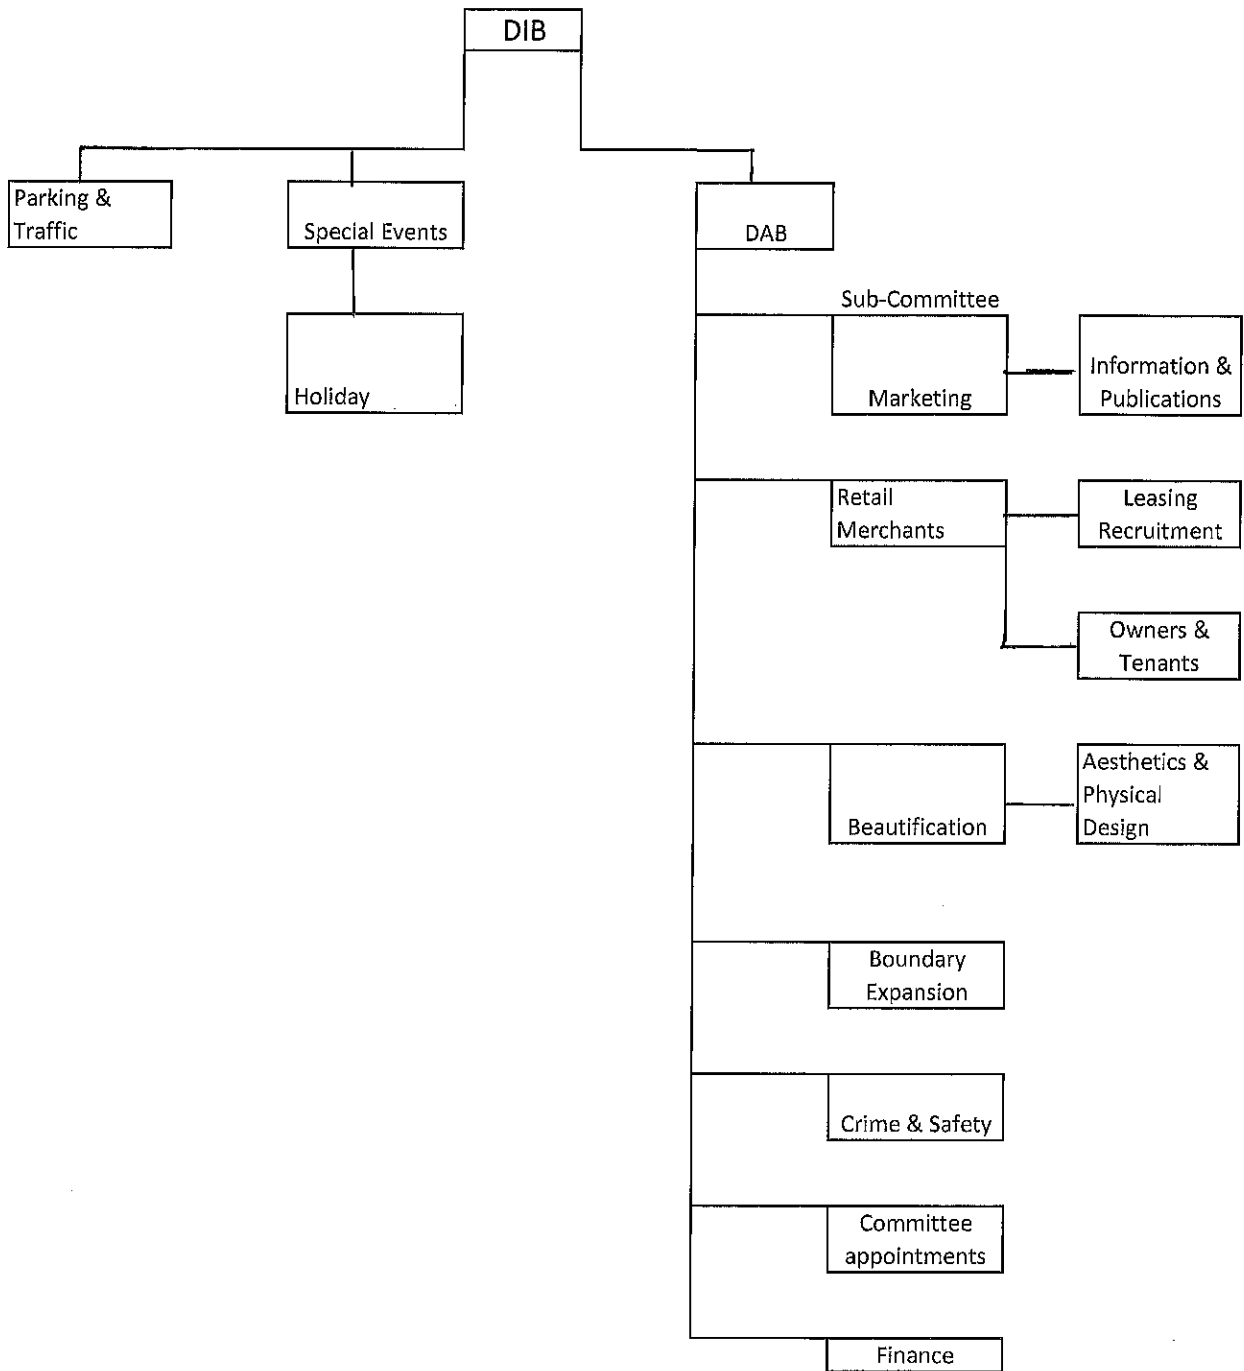 DIB
Parking &
Traffic
Special Events
DAB
Holiday
Sub-Committee
Marketing
Information &
Publications
Retail
Merchants
Leasing
Recruitment
Owners &
Tenants
Beautification
Aesthetics &
Physical
Design
Boundary
Expansion
Crime & Safety
Committee
appointments
Finance